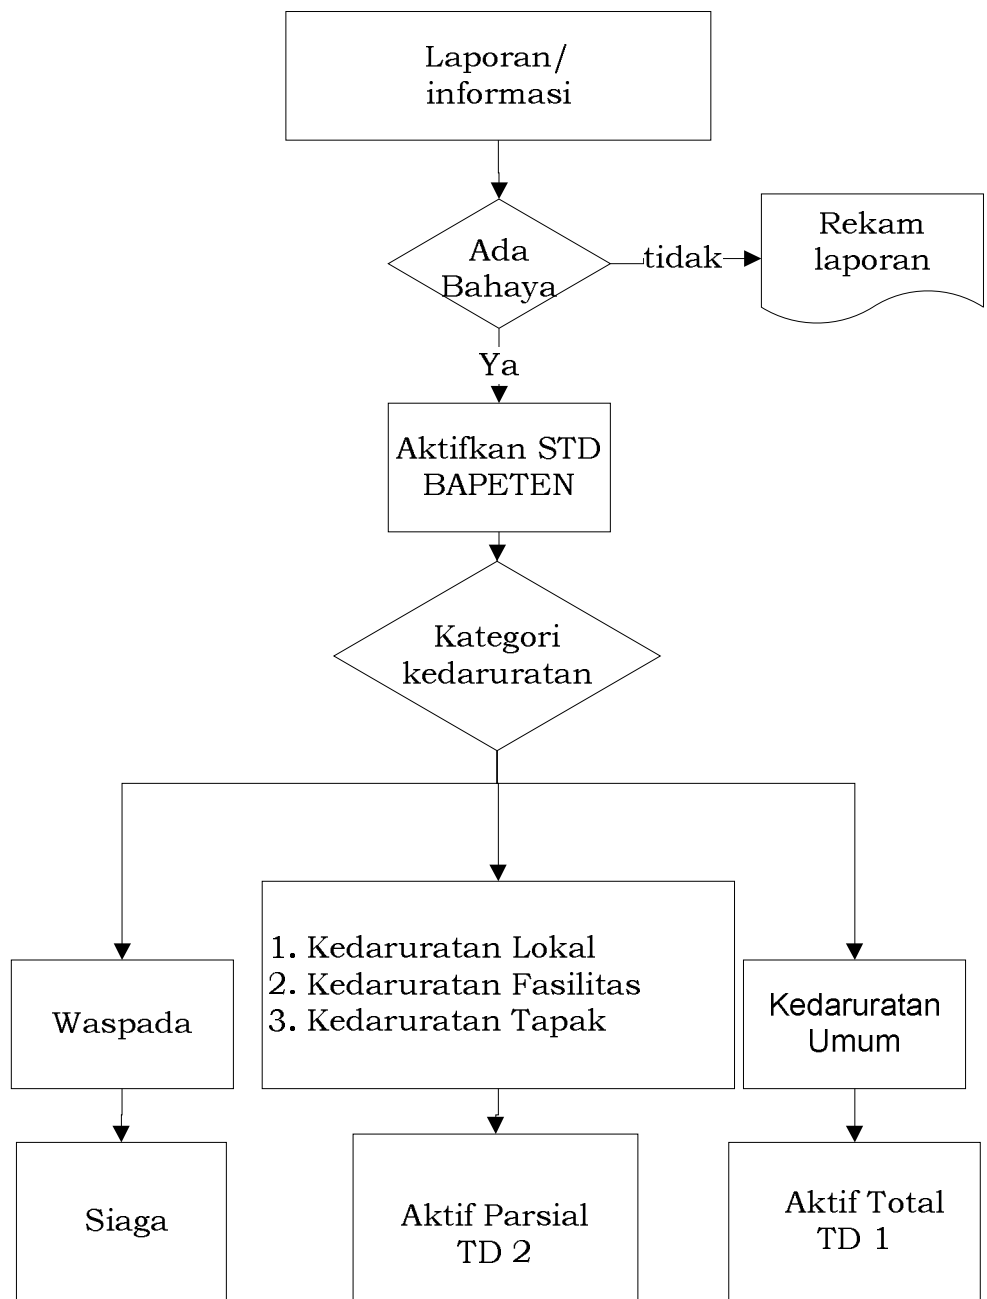 Laporan/
informasi
Ada
Bahaya
tidak
Rekam
laporan
Ya
Aktifkan STD
BAPETEN
Kategori
kedaruratan
1. Kedaruratan Lokal
2. Kedaruratan Fasilitas
3. Kedaruratan Tapak
Waspada
Kedaruratan
Umum
Siaga
Aktif Parsial
TD 2
Aktif Total
TD 1